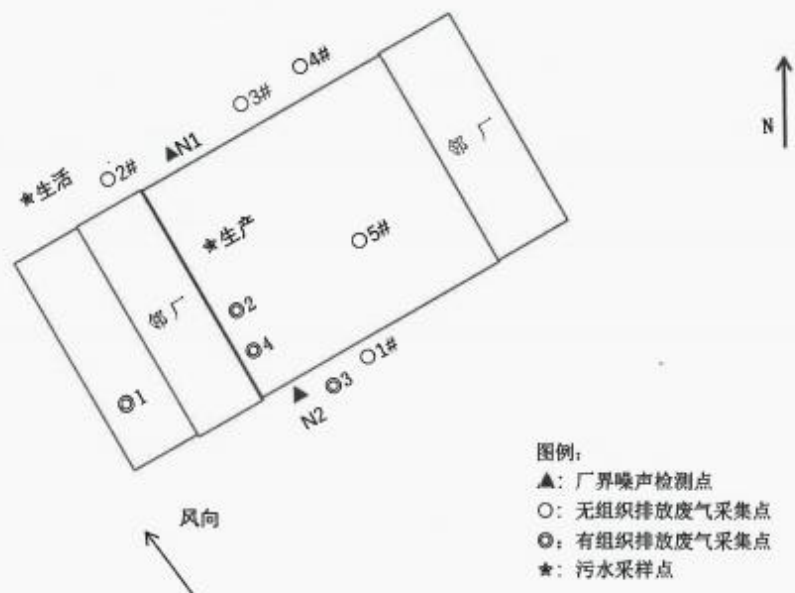 ○4#
○3#
▲N1
○2#
★生活
N
邻厂
★生产
○5#
◎2
邻厂
◎4
○1#
◎3
▲
N2
◎1
图例:
▲: 厂界噪声检测点
○: 无组织排放废气采集点
◎: 有组织排放废气采集点
★: 污水采样点
风向